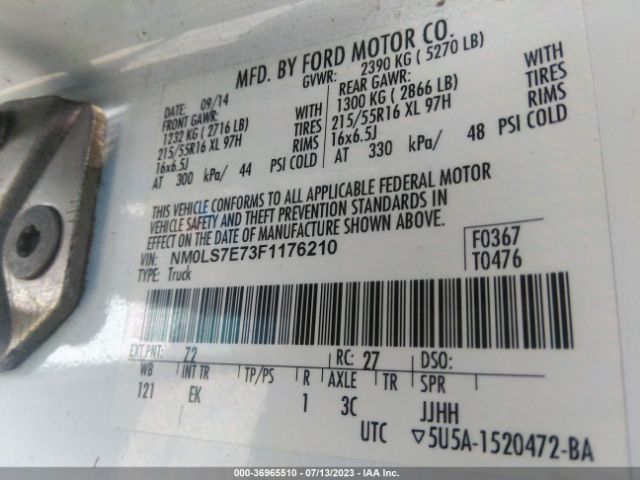 MFD. BY FORD MOTOR CO.
DATE: 09/14 GVWR: 2390 KG ( 5270 LB)
FRONT GAWR: WITH REAR GAWR: WITH
1232 KG ( 2716 LB) TIRES 1300 KG ( 2866 LB) TIRES
215/55R16 XL 97H RIMS 215/55R16 XL 97H RIMS
16x6.5J 16x6.5J
AT 300 kPa/ 44 PSI COLD AT 330 kPa/ 48 PSI COLD
THIS VEHICLE CONFORMS TO ALL APPLICABLE FEDERAL MOTOR
VEHICLE SAFETY AND THEFT PREVENTION STANDARDS IN
EFFECT ON THE DATE OF MANUFACTURE SHOWN ABOVE.
VIN: NM0LS7E73F1176210 F0367
TYPE: Truck T0476
EXT.PNT: Z2 RC: 27 DSO:
WB INT TR TP/PS R AXLE TR SPR
121 EK 1 3C JJHH
UTC ▽5U5A-1520472-BA
000-36965510 - 07/13/2023 - IAA Inc.